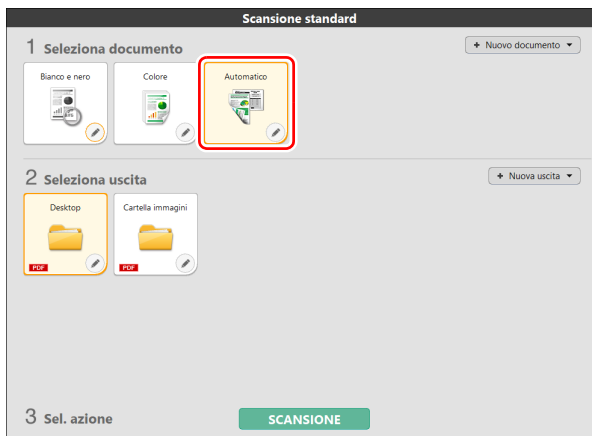 Scansione standard
1 Seleziona documento
+ Nuovo documento
Bianco e nero
Colore
Automatico
2 Seleziona uscita
+ Nuova uscita
Desktop
Cartella immagini
PDF
PDF
3 Sel. azione
SCANSIONE